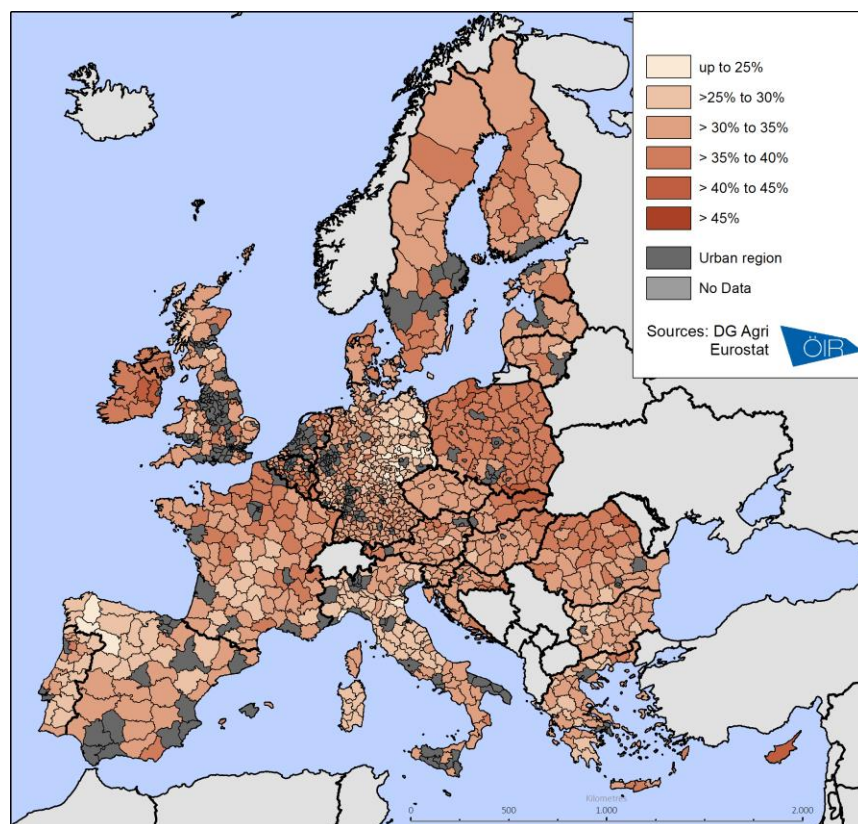 up to 25%
>25% to 30%
> 30% to 35%
> 35% to 40%
> 40% to 45%
> 45%
Urban region
No Data
Sources: DG Agri
Eurostat
ÖIR
Kilometres
0 500 1.000 2.000